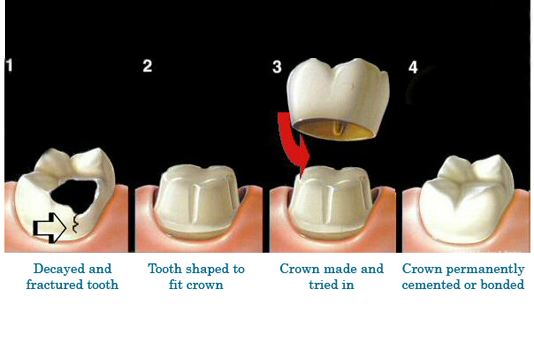 1
2
3
4
Decayed and
fractured tooth
Tooth shaped to
fit crown
Crown made and
tried in
Crown permanently
cemented or bonded